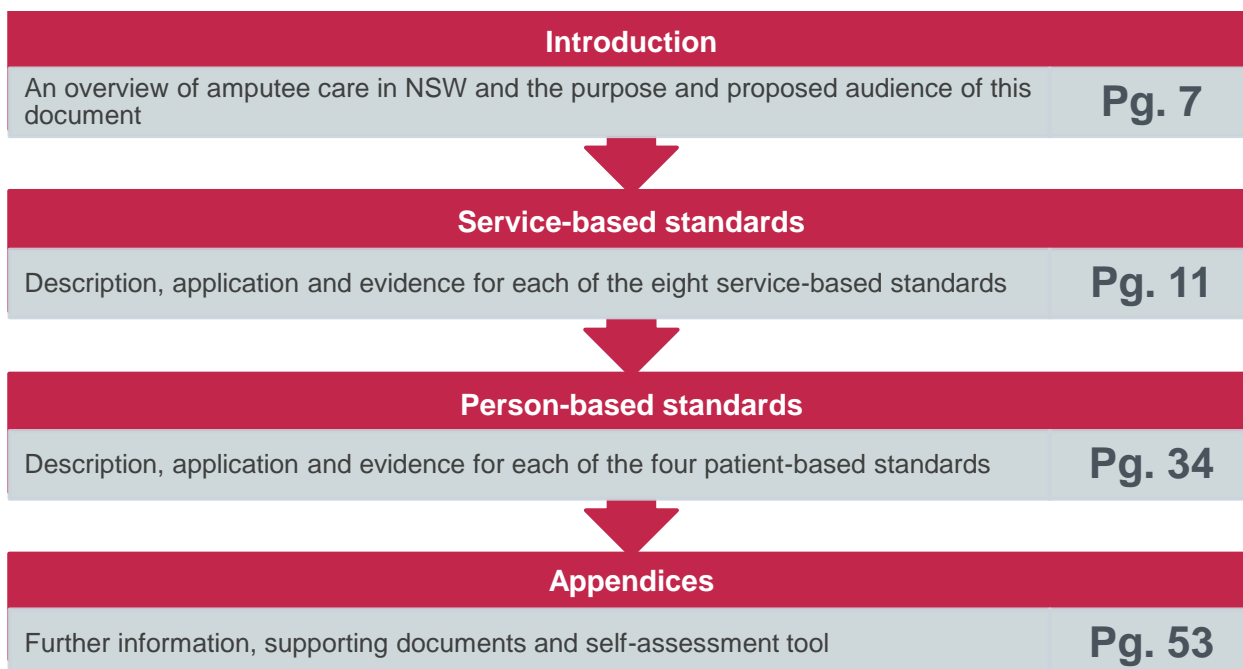 Introduction
An overview of amputee care in NSW and the purpose and proposed audience of this
document
Pg. 7
Service-based standards
Description, application and evidence for each of the eight service-based standards
Pg. 11
Person-based standards
Description, application and evidence for each of the four patient-based standards
Pg. 34
Appendices
Further information, supporting documents and self-assessment tool
Pg. 53